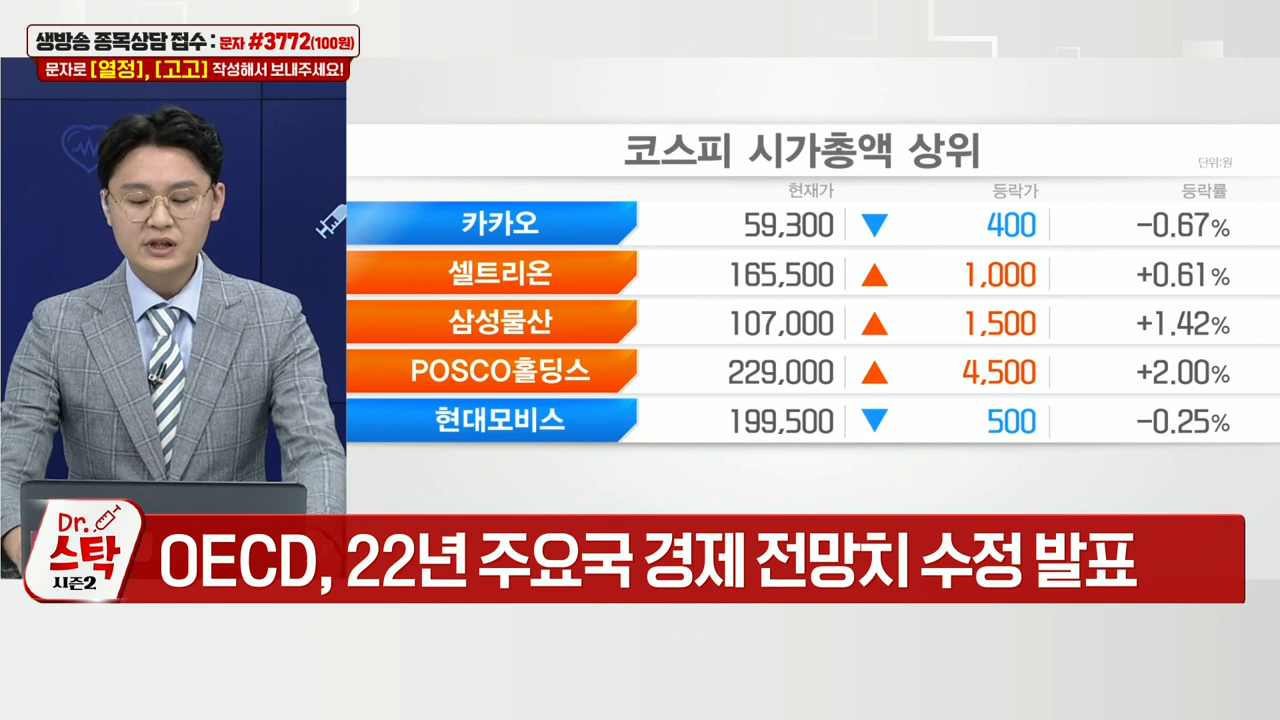 생방송 종목상담 접수 : 문자 #3772(100원)
문자로 [열정], [고고] 작성해서 보내주세요!
코스피 시가총액 상위
단위:원
현재가 등락가 등락률
카카오 59,300 ▼ 400 -0.67%
셀트리온 165,500 ▲ 1,000 +0.61%
삼성물산 107,000 ▲ 1,500 +1.42%
POSCO홀딩스 229,000 ▲ 4,500 +2.00%
현대모비스 199,500 ▼ 500 -0.25%
Dr.
스탁
시즌2
OECD, 22년 주요국 경제 전망치 수정 발표